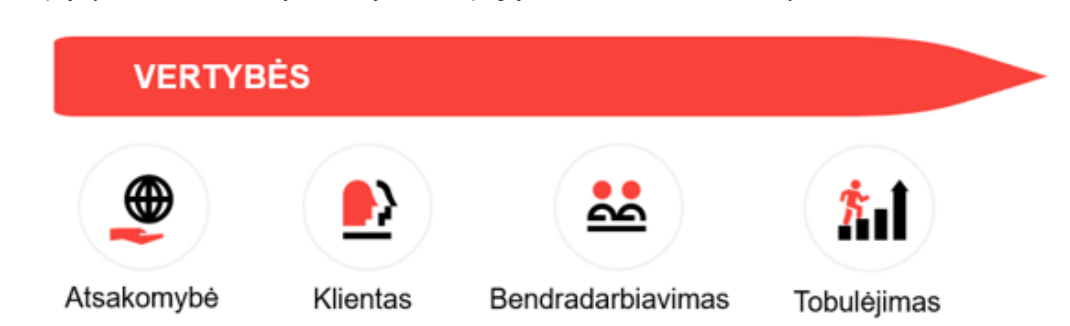 VERTYBĖS
Atsakomybė
Klientas
Bendradarbiavimas
Tobulėjimas